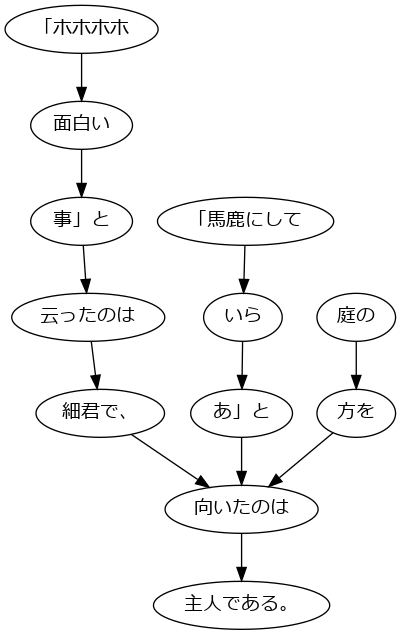 「ホホホホ
面白い
事」と
「馬鹿にして
云ったのは
いら
庭の
細君で、
あ」と
方を
向いたのは
主人である。